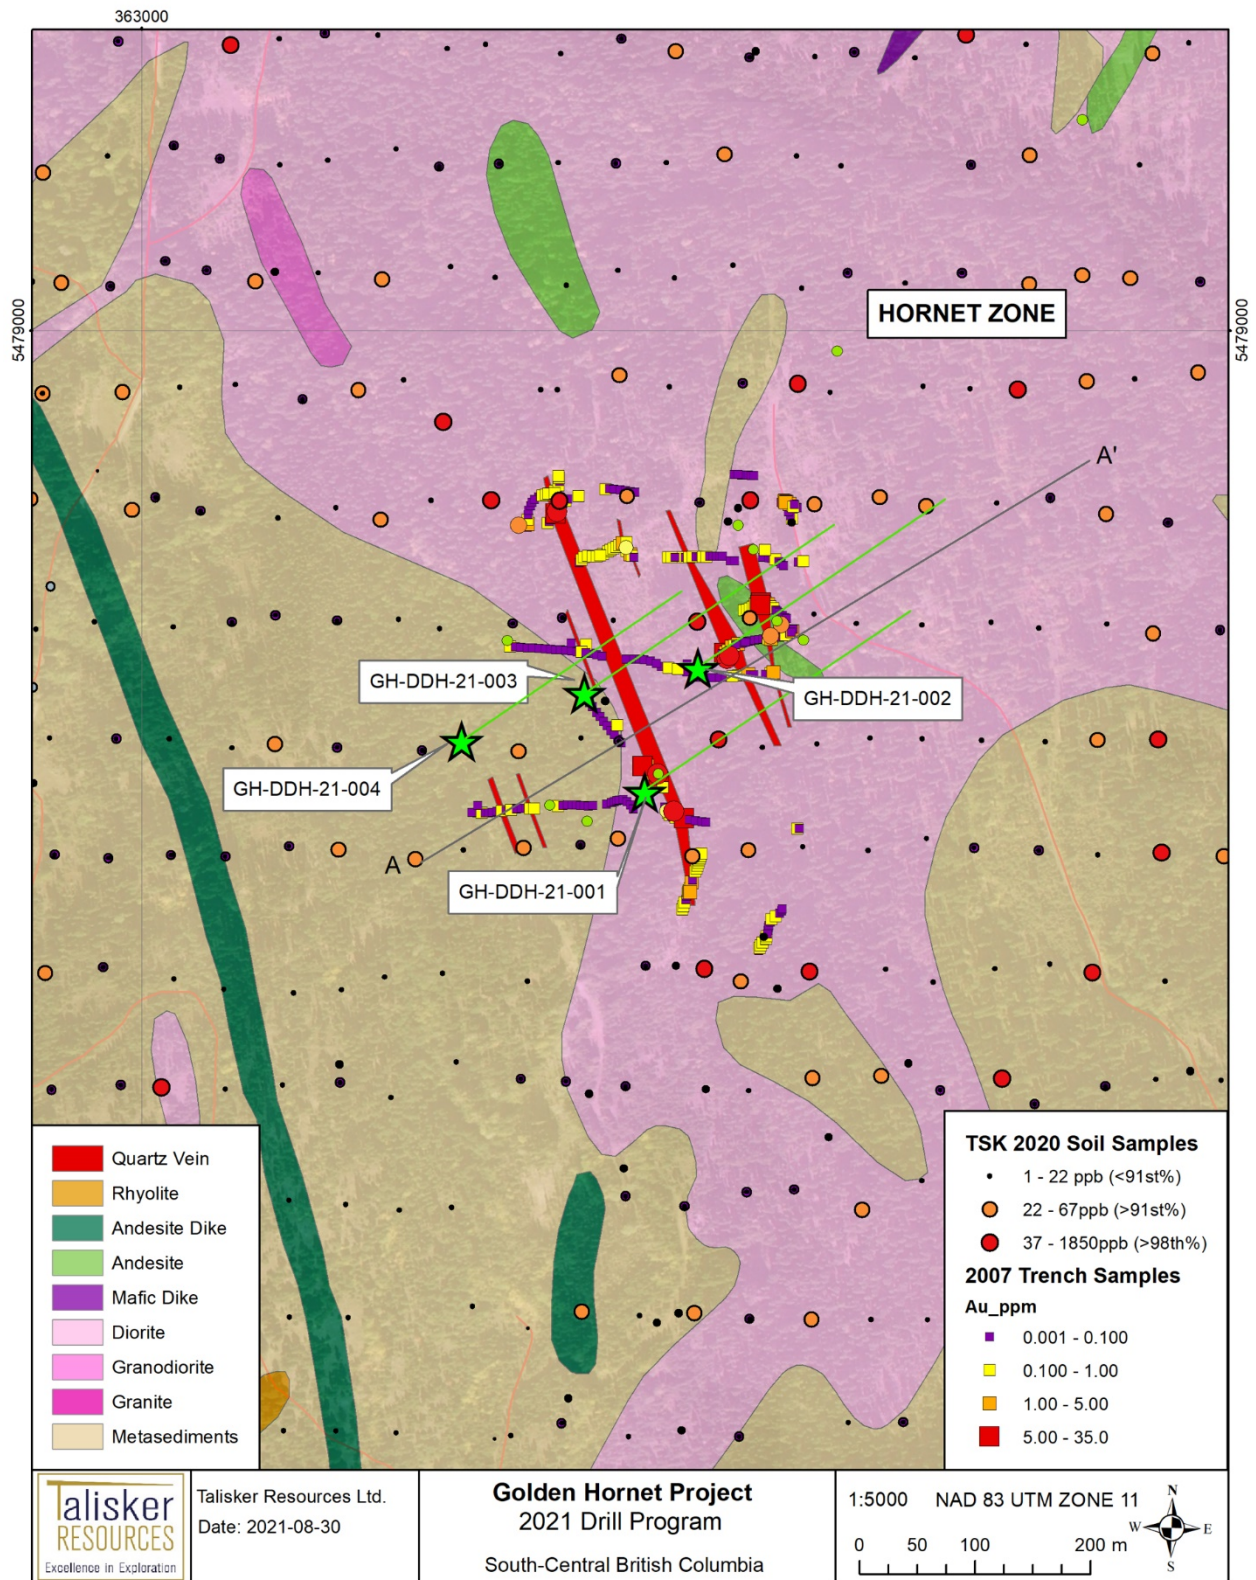 363000
5479000
5479000
HORNET ZONE
A'
GH-DDH-21-003
GH-DDH-21-002
GH-DDH-21-004
A
GH-DDH-21-001
Quartz Vein
Rhyolite
Andesite Dike
Andesite
Mafic Dike
Diorite
Granodiorite
Granite
Metasediments
TSK 2020 Soil Samples
1 - 22 ppb (<91st%)
22 - 67ppb (>91st%)
37 - 1850ppb (>98th%)
2007 Trench Samples
Au_ppm
0.001 - 0.100
0.100 - 1.00
1.00 - 5.00
5.00 - 35.0
Talisker
RESOURCES
Excellence in Exploration
Talisker Resources Ltd.
Date: 2021-08-30
Golden Hornet Project
2021 Drill Program
South-Central British Columbia
1:5000 NAD 83 UTM ZONE 11
0 50 100 200 m
N
W E
S